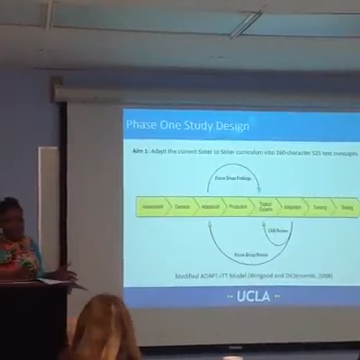 Phase One Study Design
Aim 1: Adapt the current Sister to Sister curriculum into 160-character SMS text messages
Focus Group Findings
Assessment
Decision
Adaptation
Production
Topical Experts
Integration
Training
Testing
CAB Review
Focus Group Review
Modified ADAPT-ITT Model (Wingood and DiClemente, 2008)
UCLA